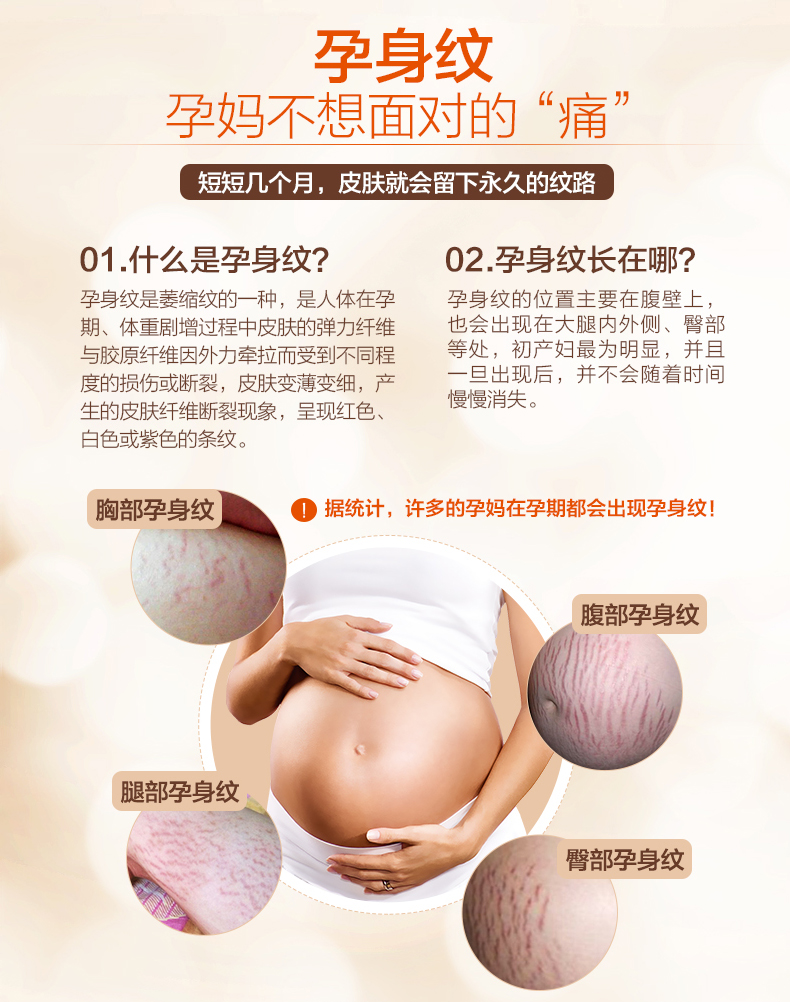 孕身纹
孕妈不想面对的“痛”
短短几个月，皮肤就会留下永久的纹路
01.什么是孕身纹?
孕身纹是萎缩纹的一种，是人体在孕
期、体重剧增过程中皮肤的弹力纤维
与胶原纤维因外力牵拉而受到不同程
度的损伤或断裂，皮肤变薄变细，产
生的皮肤纤维断裂现象，呈现红色、
白色或紫色的条纹。
02.孕身纹长在哪?
孕身纹的位置主要在腹壁上，
也会出现在大腿内外侧、臀部
等处，初产妇最为明显，并且
一旦出现后，并不会随着时间
慢慢消失。
! 据统计，许多的孕妈在孕期都会出现孕身纹!
胸部孕身纹
腹部孕身纹
腿部孕身纹
臀部孕身纹